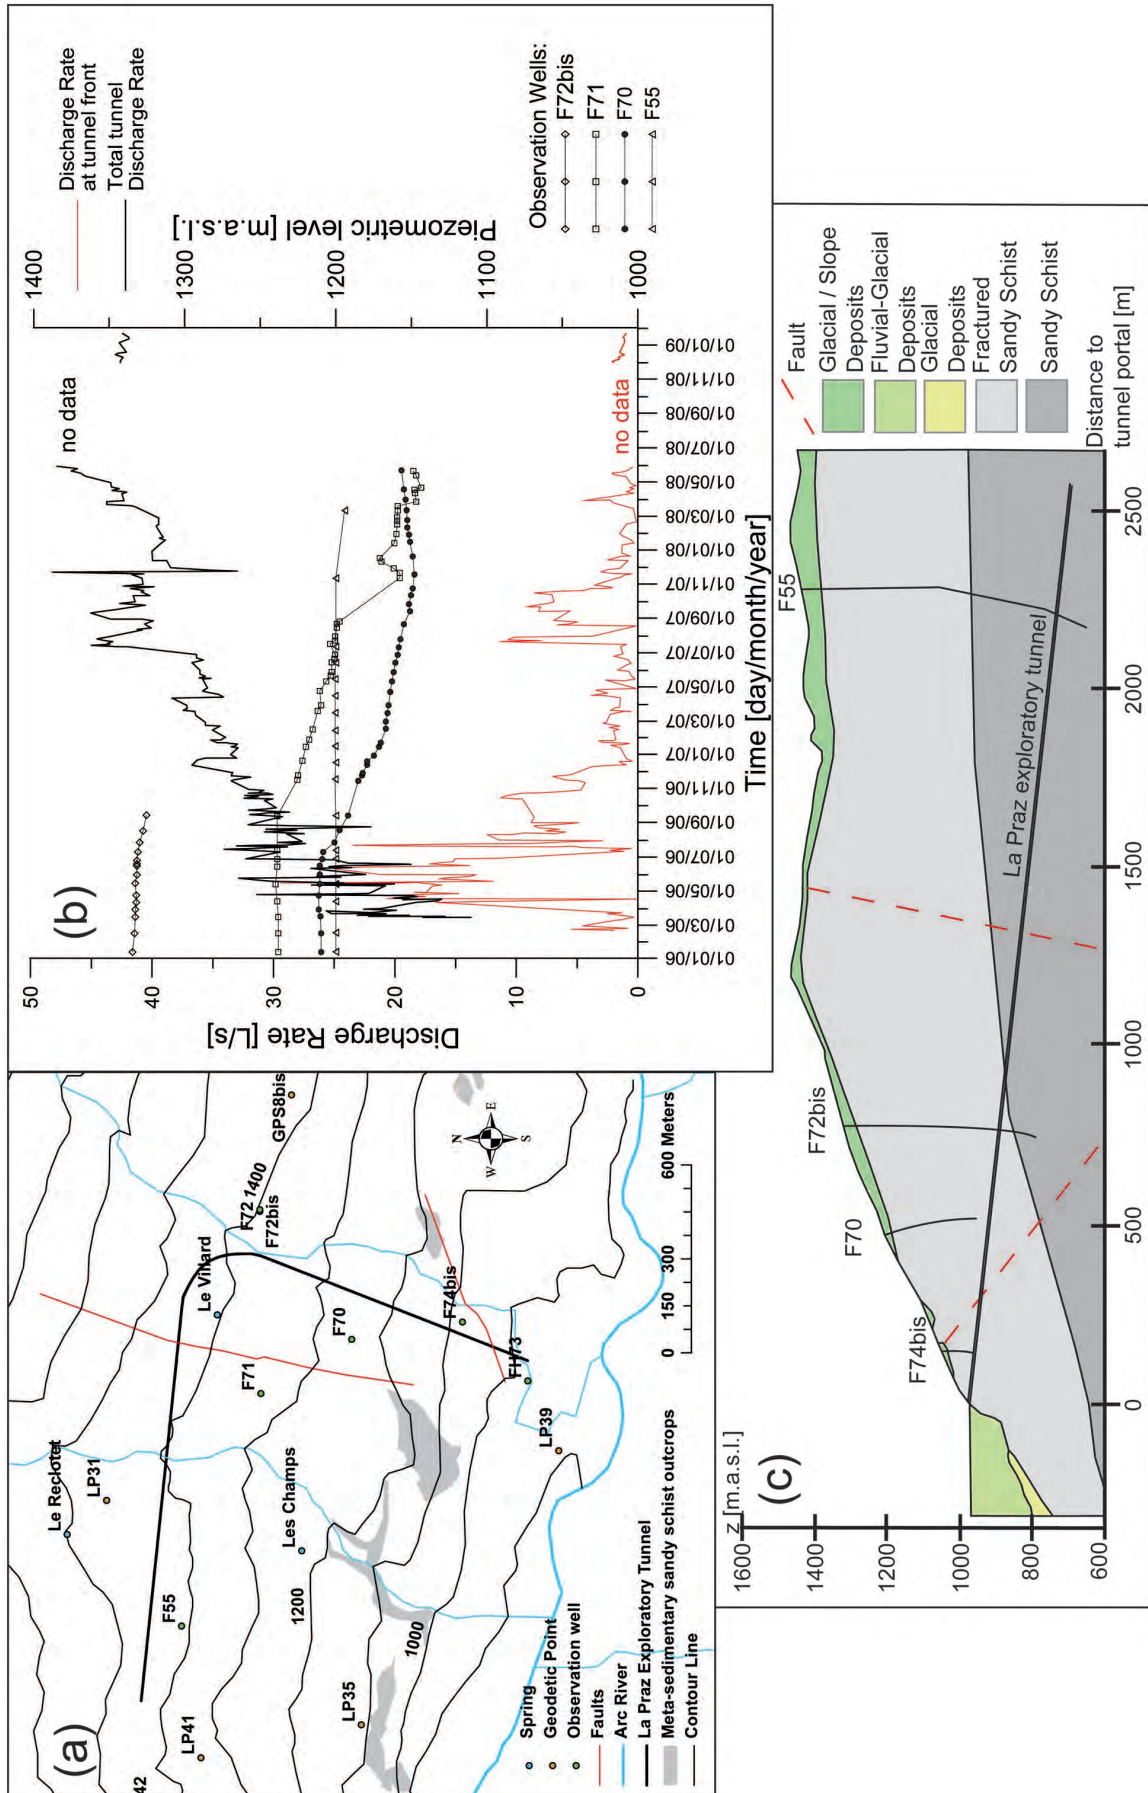 (a)
Le Reclotet
LP31
F55
LP41
42
Le Villard
F72
1400
F72bis
GPS8bis
F71
F70
Les Champs
1200
LP35
1000
F74bis
FH73
LP39
N
W
E
S
0
150
300
600 Meters
Spring
Geodetic Point
Observation well
Faults
Arc River
La Praz Exploratory Tunnel
Meta-sedimentary sandy schist outcrops
Contour Line
(b)
Discharge Rate
at tunnel front
Total tunnel
Discharge Rate
Observation Wells:
F72bis
F71
F70
F55
Discharge Rate [L/s]
50
40
30
20
10
0
Piezometric level [m.a.s.l.]
1400
1300
1200
1100
1000
no data
no data
01/01/06
01/03/06
01/05/06
01/07/06
01/09/06
01/11/06
01/01/07
01/03/07
01/05/07
01/07/07
01/09/07
01/11/07
01/01/08
01/03/08
01/05/08
01/07/08
01/09/08
01/11/08
01/01/09
Time [day/month/year]
(c)
z [m.a.s.l.]
1600
1400
1200
1000
800
600
F74bis
F70
F72bis
F55
La Praz exploratory tunnel
0
500
1000
1500
2000
2500
Distance to
tunnel portal [m]
Fault
Glacial / Slope
Deposits
Fluvial-Glacial
Deposits
Glacial
Deposits
Fractured
Sandy Schist
Sandy Schist